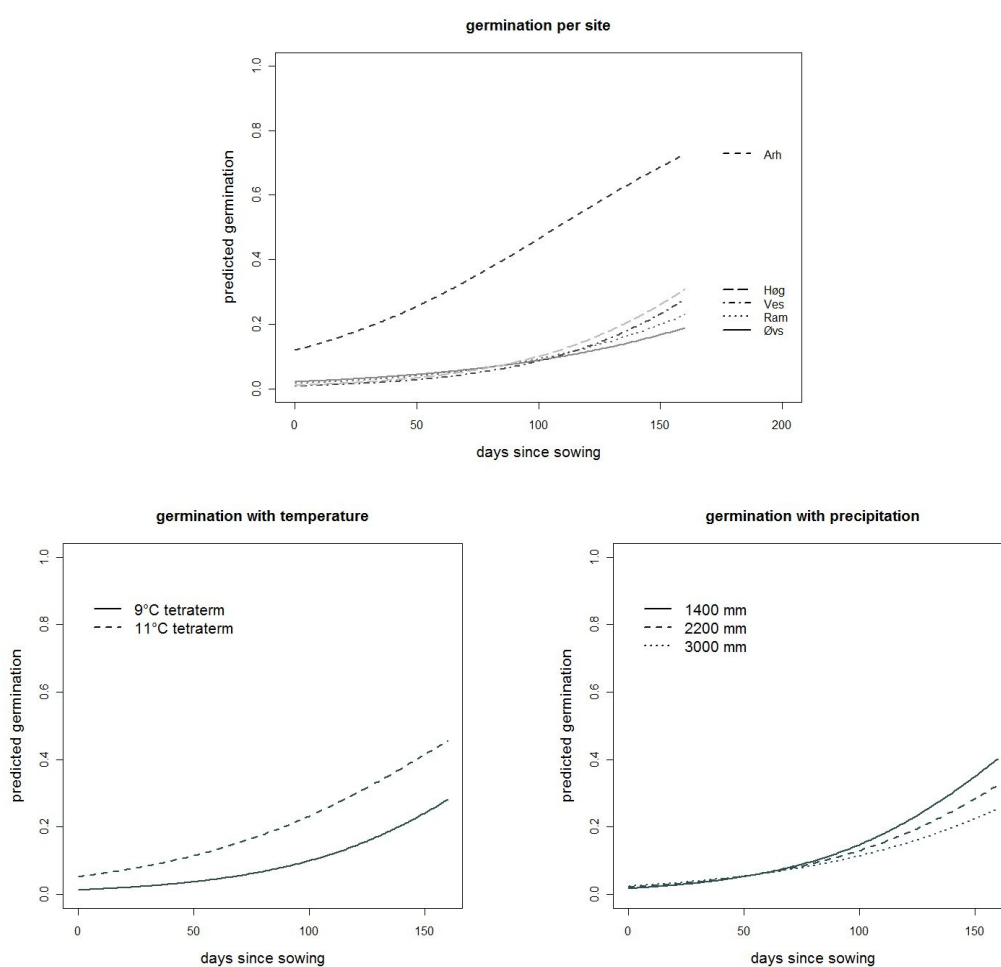 germination per site
predicted germination
1.0
0.8
0.6
0.4
0.2
0.0
Arh
Høg
Ves
Ram
Øvs
0 50 100 150 200
days since sowing
germination with temperature
predicted germination
1.0
0.8
0.6
0.4
0.2
0.0
9°C tetraterm
11°C tetraterm
0 50 100 150
days since sowing
germination with precipitation
predicted germination
1.0
0.8
0.6
0.4
0.2
0.0
1400 mm
2200 mm
3000 mm
0 50 100 150
days since sowing